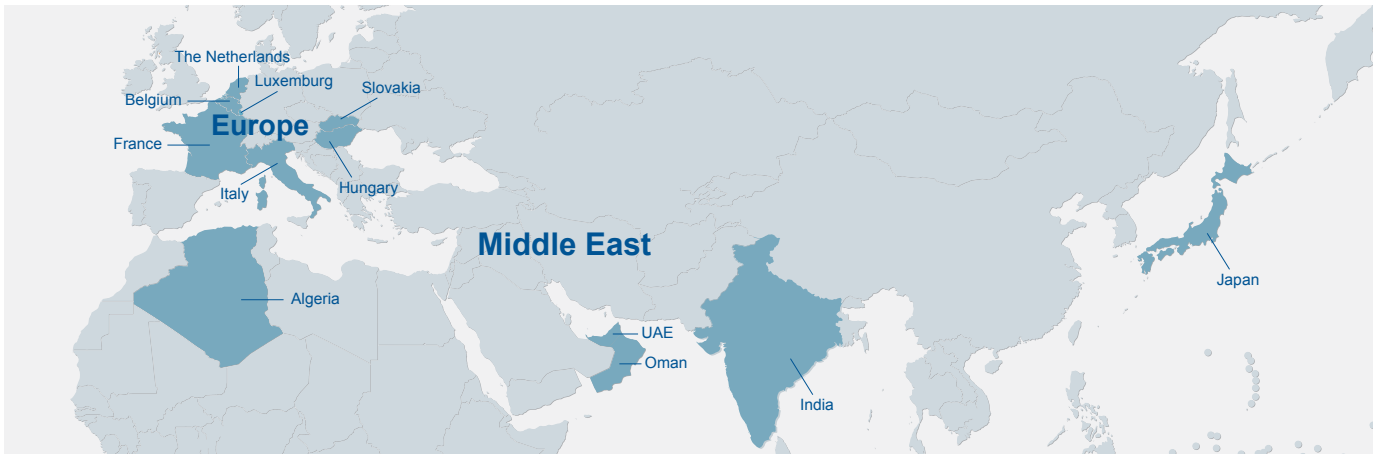 The Netherlands
Luxemburg
Slovakia
Belgium
Europe
France
Italy
Hungary
Middle East
Japan
Algeria
UAE
Oman
India